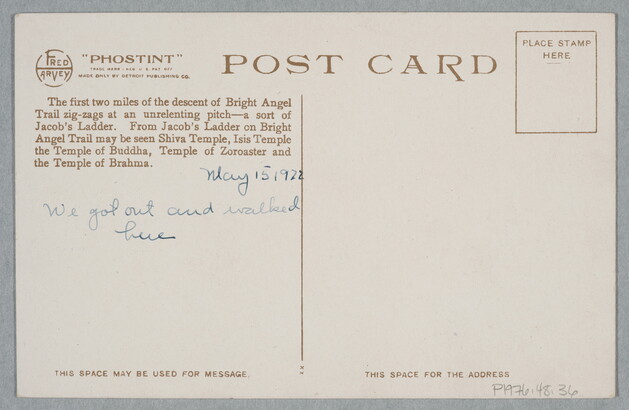 FRED HARVEY
"PHOSTINT"
TRADE MARK REG U.S. PAT. OFF.
MADE ONLY BY DETROIT PUBLISHING CO.
POST CARD
PLACE STAMP
HERE
The first two miles of the descent of Bright Angel
Trail zig-zags at an unrelenting pitch—a sort of
Jacob's Ladder. From Jacob's Ladder on Bright
Angel Trail may be seen Shiva Temple, Isis Temple
the Temple of Buddha, Temple of Zoroaster and
the Temple of Brahma.
May 15, 1922
We got out and walked
here
THIS SPACE MAY BE USED FOR MESSAGE.
THIS SPACE FOR THE ADDRESS
P1976.48.36